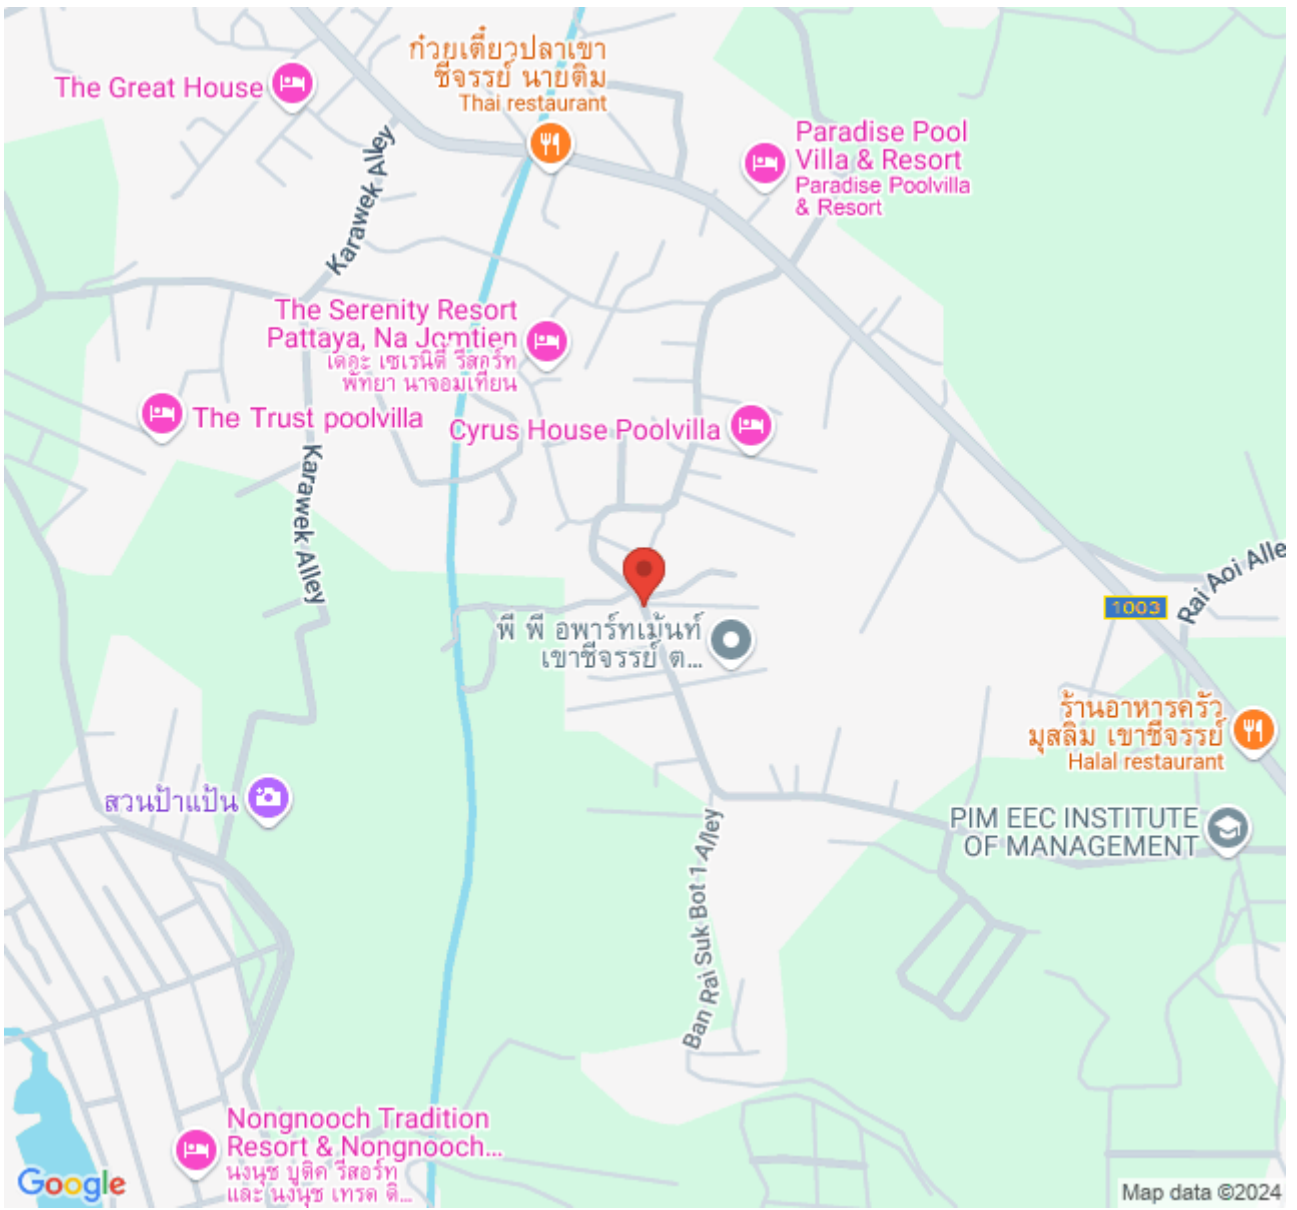 ก๋วยเตี๋ยวปลาเขา
ชีจรรย์ นายติม
Thai restaurant
The Great House
Paradise Pool
Villa & Resort
Paradise Poolvilla
& Resort
Karawek Alley
The Serenity Resort
Pattaya, Na Jomtien
เดอะ เซเรนิตี้ รีสอร์ท
พัทยา นาจอมเทียน
The Trust poolvilla
Cyrus House Poolvilla
Karawek Alley
Rai Aoi Alle
1003
พี พี อพาร์ทเม้นท์
เขาชีจรรย์ ต...
ร้านอาหารครัว
มุสลิม เขาชีจรรย์
Halal restaurant
สวนป้าแป้น
PIM EEC INSTITUTE
OF MANAGEMENT
Ban Rai Suk Bot 1 Alley
Nongnooch Tradition
Resort & Nongnooch...
นงนุช บูติค รีสอร์ท
และ นงนุช เทรด ดิ...
Google
Map data ©2024